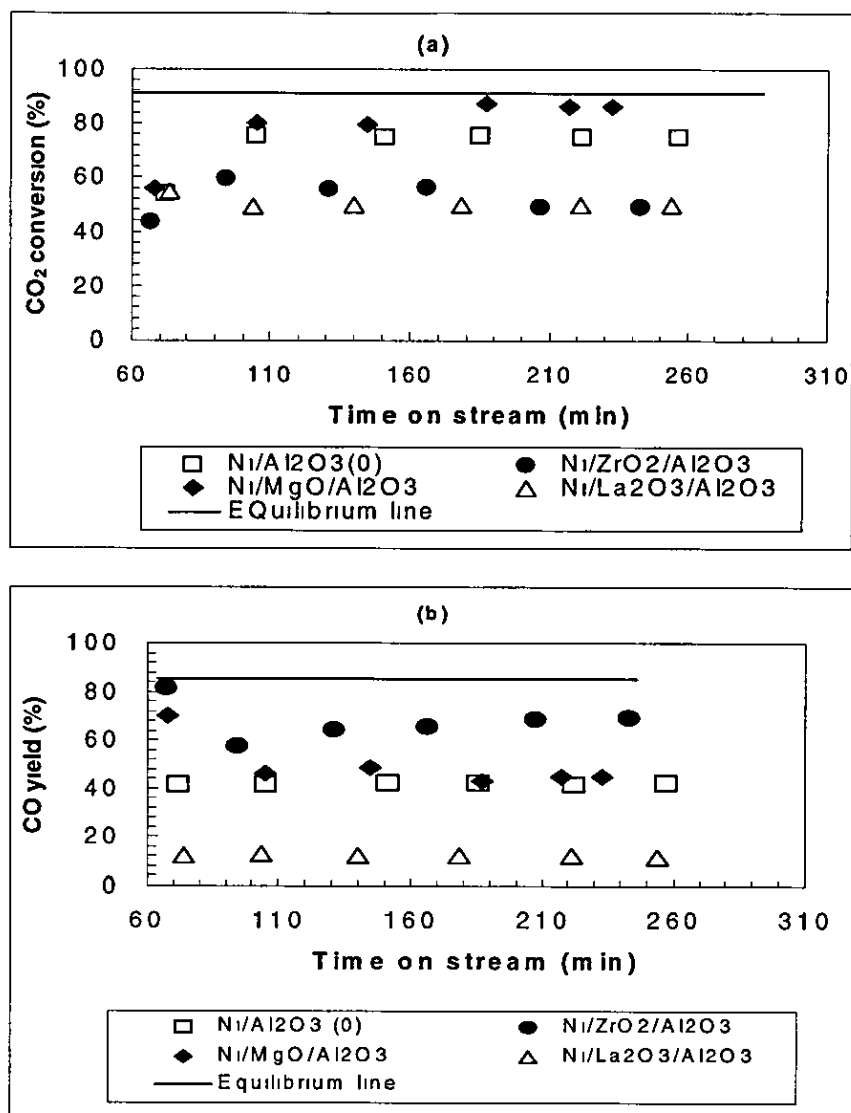 (a)
CO2 conversion (%)
100
80
60
40
20
0
60 110 160 210 260 310
Time on stream (min)
Ni/Al2O3(0) Ni/ZrO2/Al2O3
Ni/MgO/Al2O3 Ni/La2O3/Al2O3
EQuilibrium line
(b)
CO yield (%)
100
80
60
40
20
0
60 110 160 210 260 310
Time on stream (min)
Ni/Al2O3 (0) Ni/ZrO2/Al2O3
Ni/MgO/Al2O3 Ni/La2O3/Al2O3
Equilibrium line